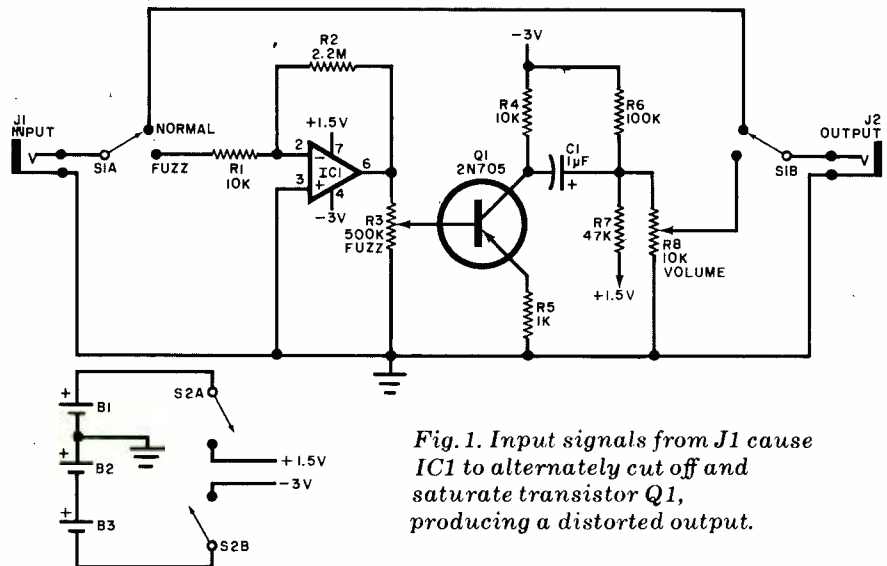 R2
2.2M
-3V
J1
INPUT
NORMAL
S1A
FUZZ
R1
10K
+1.5V
2
7
3
4
6
IC1
-3V
R3
500K
FUZZ
R4
10K
R6
100K
Q1
2N705
C1
1µF
+
R7
47K
+1.5V
R8
10K
VOLUME
R5
1K
J2
OUTPUT
S1B
+
B1
+
B2
+
B3
S2A
+1.5V
-3V
S2B
Fig. 1. Input signals from J1 cause
IC1 to alternately cut off and
saturate transistor Q1,
producing a distorted output.